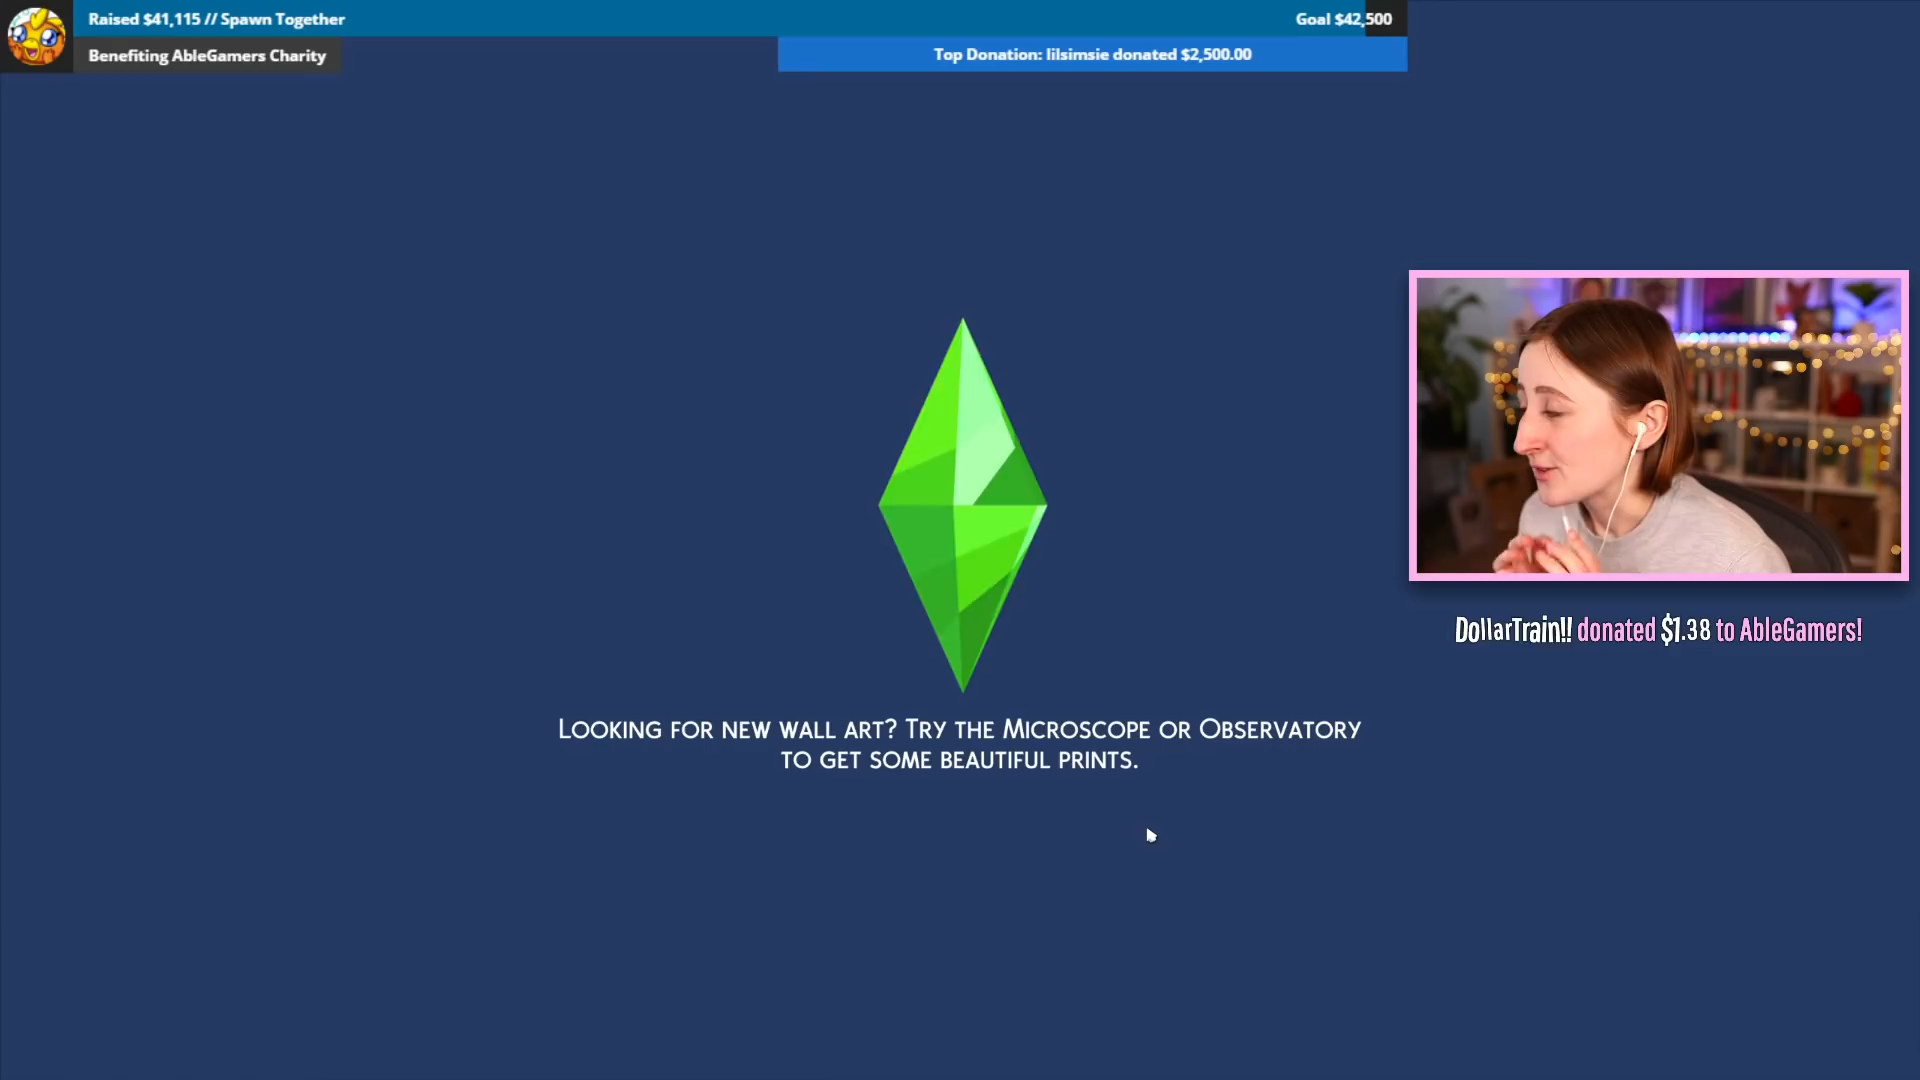 Raised $41,115 // Spawn Together
Goal $42,500
Benefiting AbleGamers Charity
Top Donation: lilsimsie donated $2,500.00
DollarTrain!! donated $1.38 to AbleGamers!
Looking for new wall art? Try the Microscope or Observatory
to get some beautiful prints.